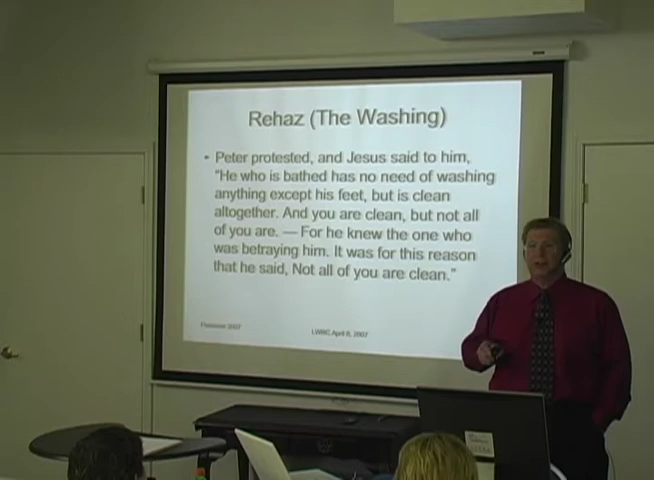 Rehaz (The Washing)
• Peter protested, and Jesus said to him,
"He who is bathed has no need of washing
anything except his feet, but is clean
altogether. And you are clean, but not all
of you are. — For he knew the one who
was betraying him. It was for this reason
that he said, Not all of you are clean."
2007
LWBC April 8, 2007